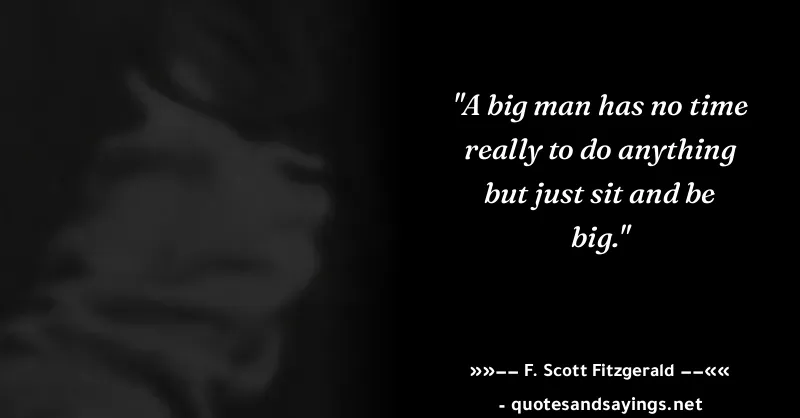 "A big man has no time
really to do anything
but just sit and be
big."
»»–– F. Scott Fitzgerald ––««
- quotesandsayings.net